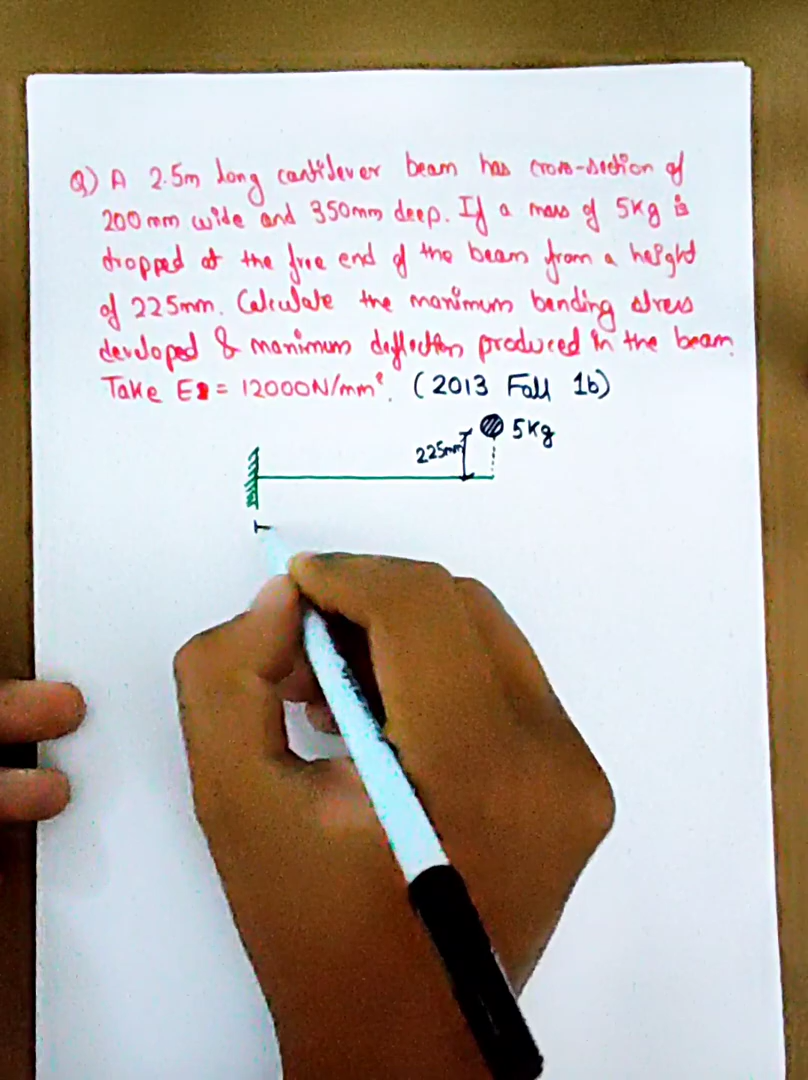 Q) A 2.5m long cantilever beam has cross-section of
200mm wide and 350mm deep. If a mass of 5Kg is
dropped at the free end of the beam from a height
of 225mm. Calculate the maximum bending stress
developed & maximum deflection produced in the beam.
Take E = 12000N/mm². (2013 Fall 1b)
5Kg
225mm